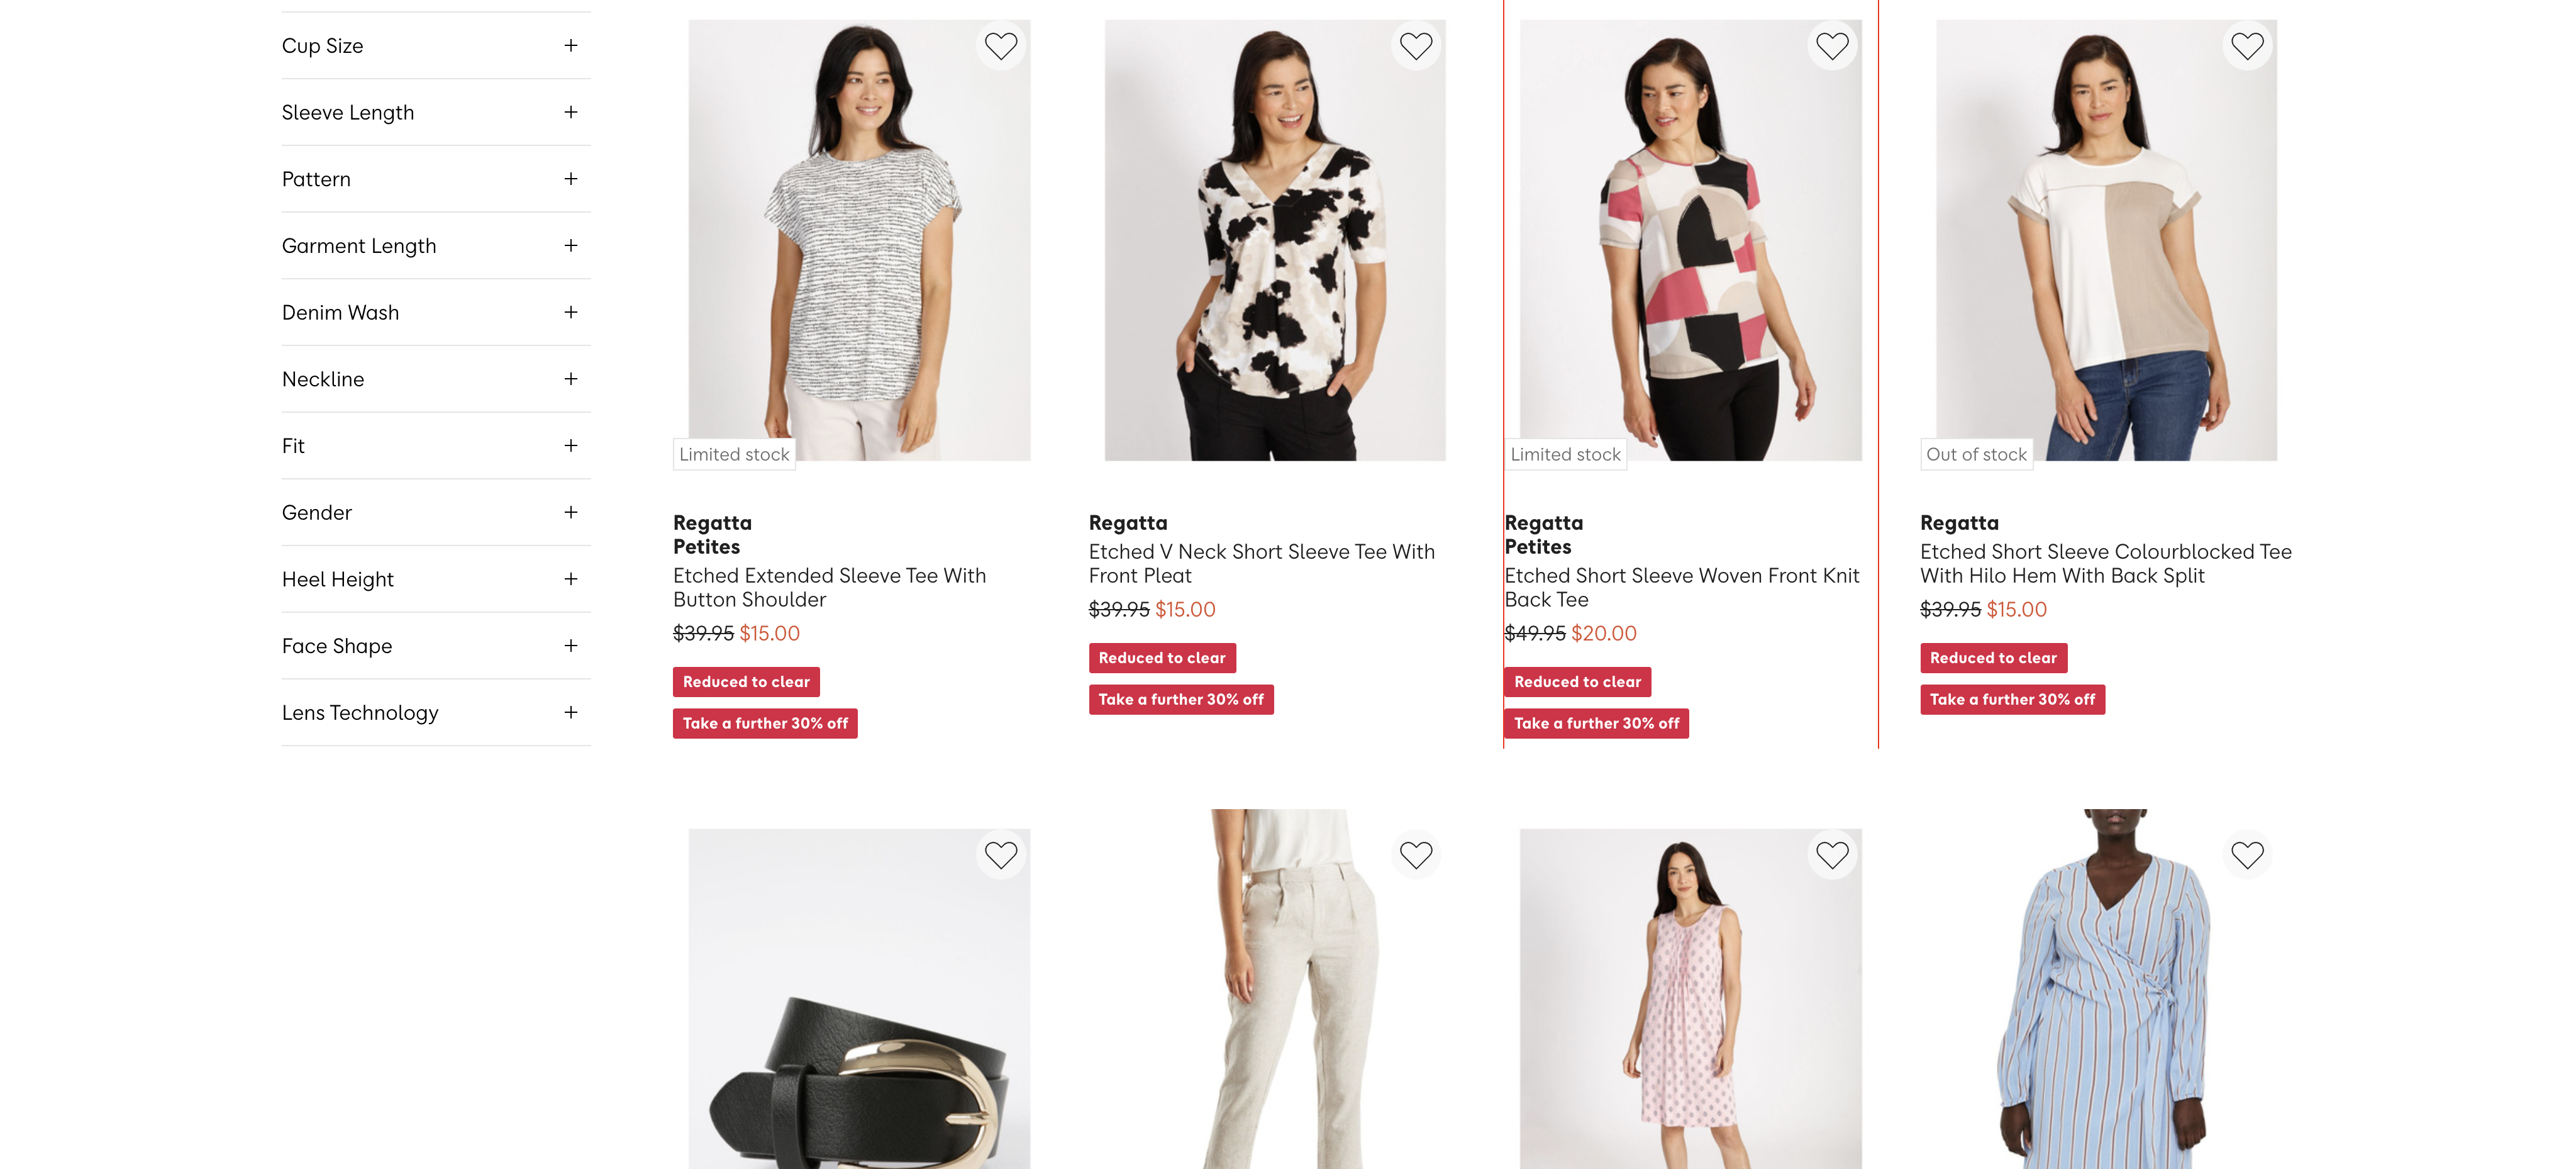 Cup Size
Sleeve Length
Pattern
Garment Length
Denim Wash
Neckline
Fit
Gender
Heel Height
Face Shape
Lens Technology
Limited stock
Regatta
Petites
Etched Extended Sleeve Tee With
Button Shoulder
$39.95 $15.00
Reduced to clear
Take a further 30% off
Regatta
Etched V Neck Short Sleeve Tee With
Front Pleat
$39.95 $15.00
Reduced to clear
Take a further 30% off
Limited stock
Regatta
Petites
Etched Short Sleeve Woven Front Knit
Back Tee
$49.95 $20.00
Reduced to clear
Take a further 30% off
Out of stock
Regatta
Etched Short Sleeve Colourblocked Tee
With Hilo Hem With Back Split
$39.95 $15.00
Reduced to clear
Take a further 30% off